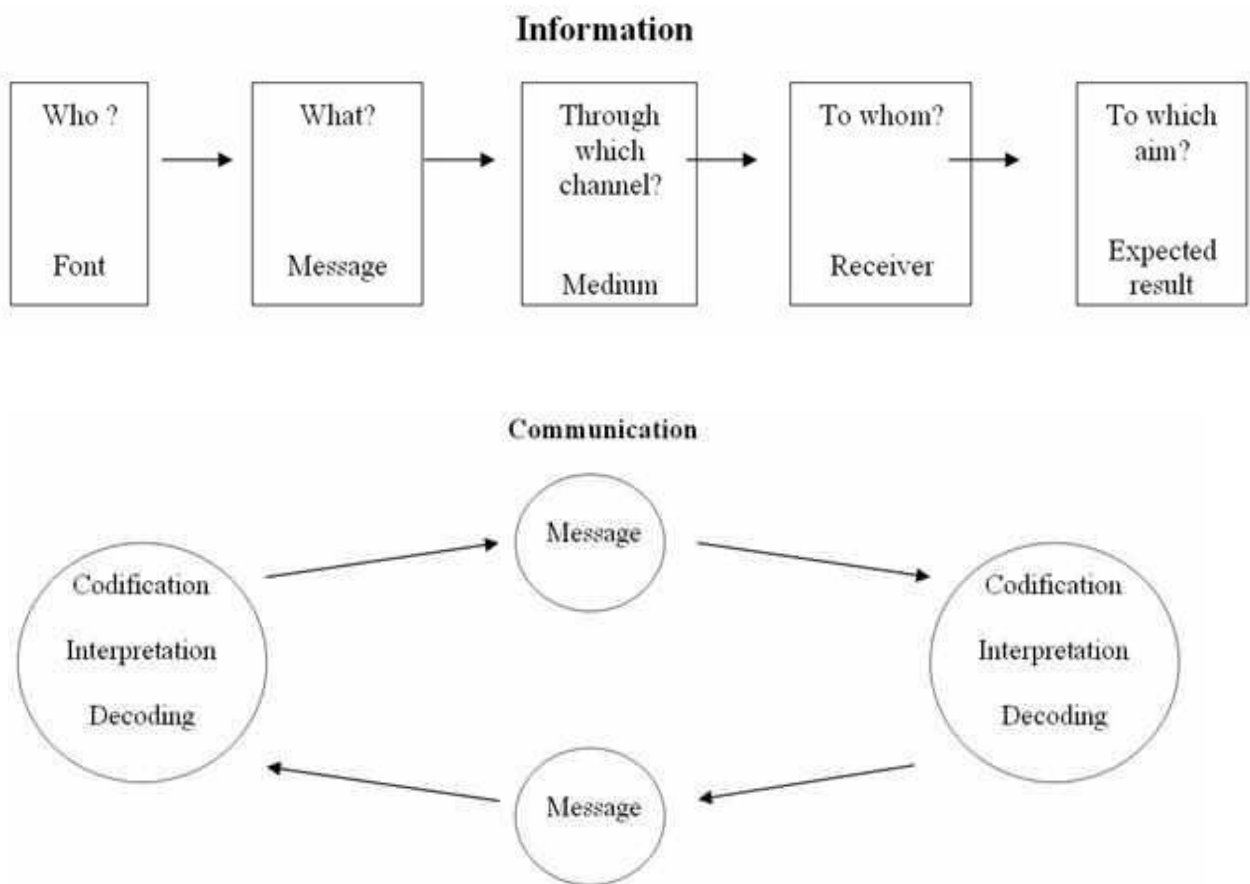 Information
Who ?
Font
What?
Message
Through
which
channel?
Medium
To whom?
Receiver
To which
aim?
Expected
result
Communication
Message
Codification
Interpretation
Decoding
Codification
Interpretation
Decoding
Message